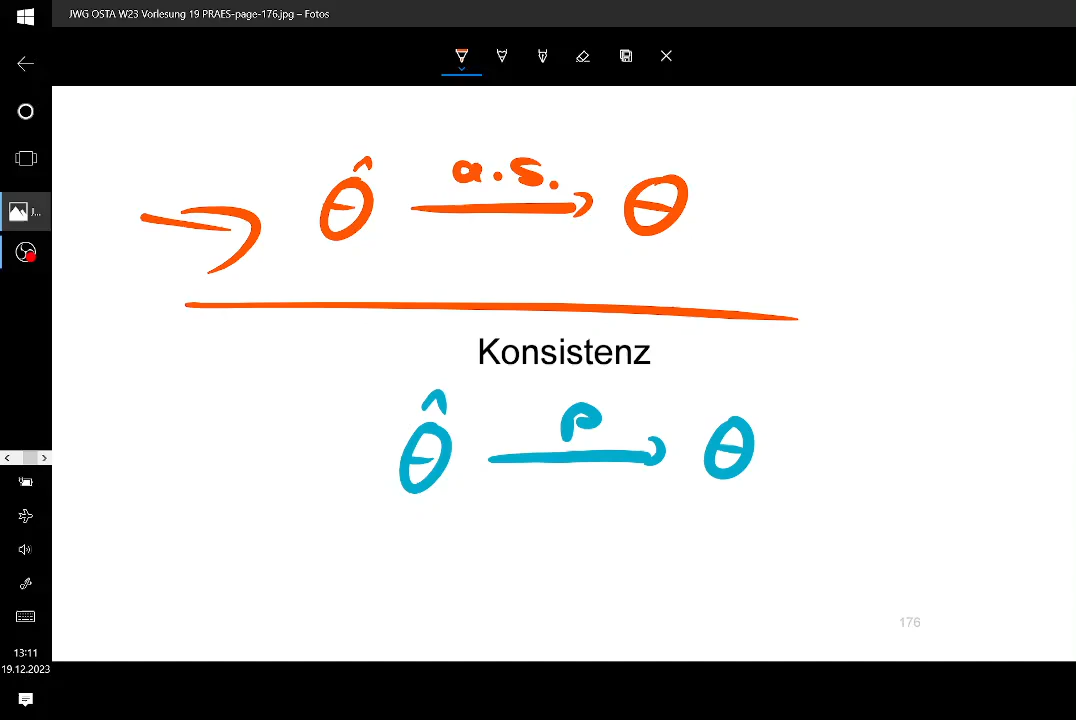 JWG OSTA W23 Vorlesung 19 PRAES-page-176.jpg – Fotos
J...
θ̂ a.s. → θ
Konsistenz
θ̂ p → θ
176
13:11
19.12.2023